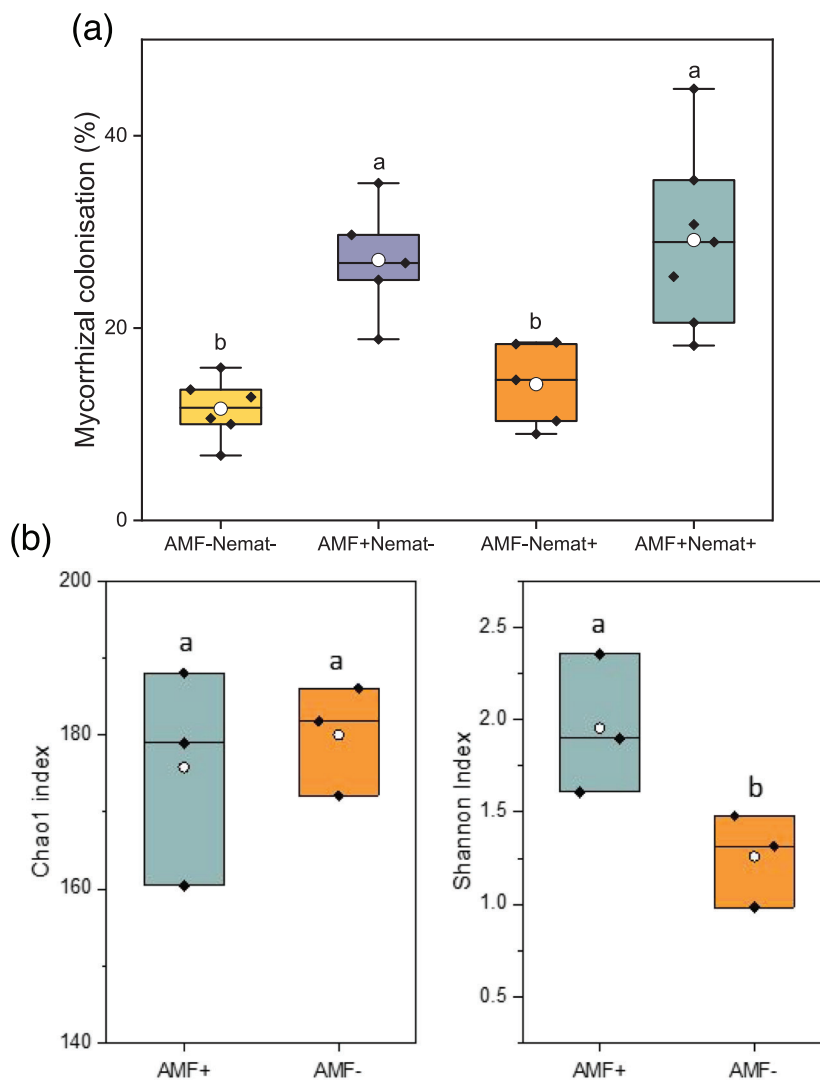 (a)
Mycorrhizal colonisation (%)
40
20
0
b
a
b
a
AMF-Nemat-
AMF+Nemat-
AMF-Nemat+
AMF+Nemat+
(b)
Chao1 index
200
180
160
140
a
a
AMF+
AMF-
Shannon Index
2.5
2.0
1.5
1.0
0.5
a
b
AMF+
AMF-